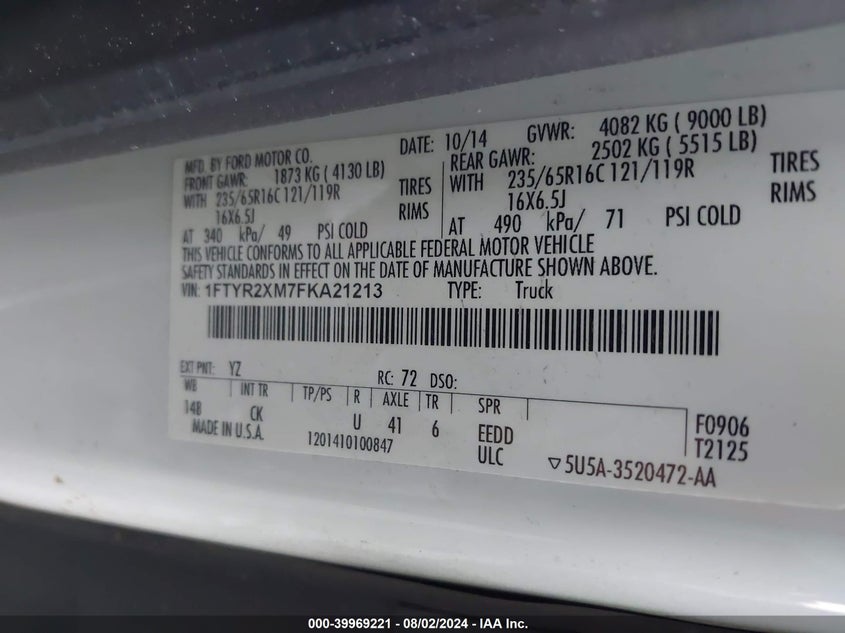 MFD. BY FORD MOTOR CO. DATE: 10/14 GVWR: 4082 KG ( 9000 LB)
FRONT GAWR: 1873 KG ( 4130 LB) REAR GAWR: 2502 KG ( 5515 LB)
WITH 235/65R16C 121/119R TIRES WITH 235/65R16C 121/119R TIRES
16X6.5J RIMS 16X6.5J RIMS
AT 340 kPa/ 49 PSI COLD AT 490 kPa/ 71 PSI COLD
THIS VEHICLE CONFORMS TO ALL APPLICABLE FEDERAL MOTOR VEHICLE
SAFETY STANDARDS IN EFFECT ON THE DATE OF MANUFACTURE SHOWN ABOVE.
VIN: 1FTYR2XM7FKA21213 TYPE: Truck
EXT PNT: YZ RC: 72 DSO:
WB INT TR TP/PS R AXLE TR SPR
148 CK U 41 6 EEDD F0906
MADE IN U.S.A. 1201410100847 ULC T2125
▽5U5A-3520472-AA
000-39969221 - 08/02/2024 - IAA Inc.